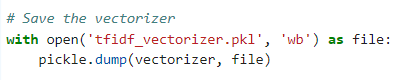 # Save the vectorizer
with open('tfidf_vectorizer.pkl', 'wb') as file:
    pickle.dump(vectorizer, file)